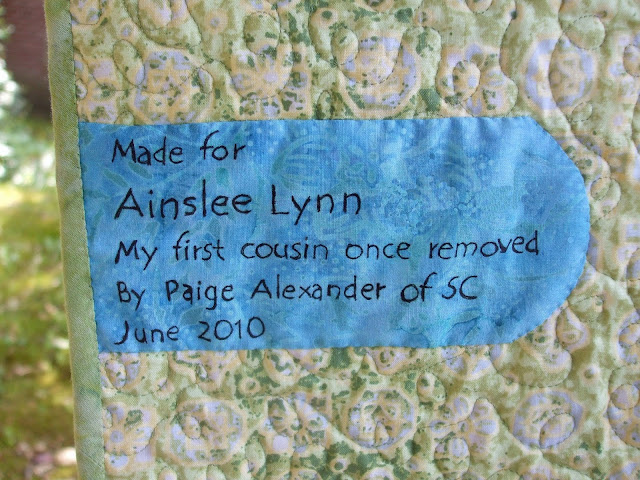 Made for
Ainslee Lynn
My first cousin once removed
By Paige Alexander of SC
June 2010